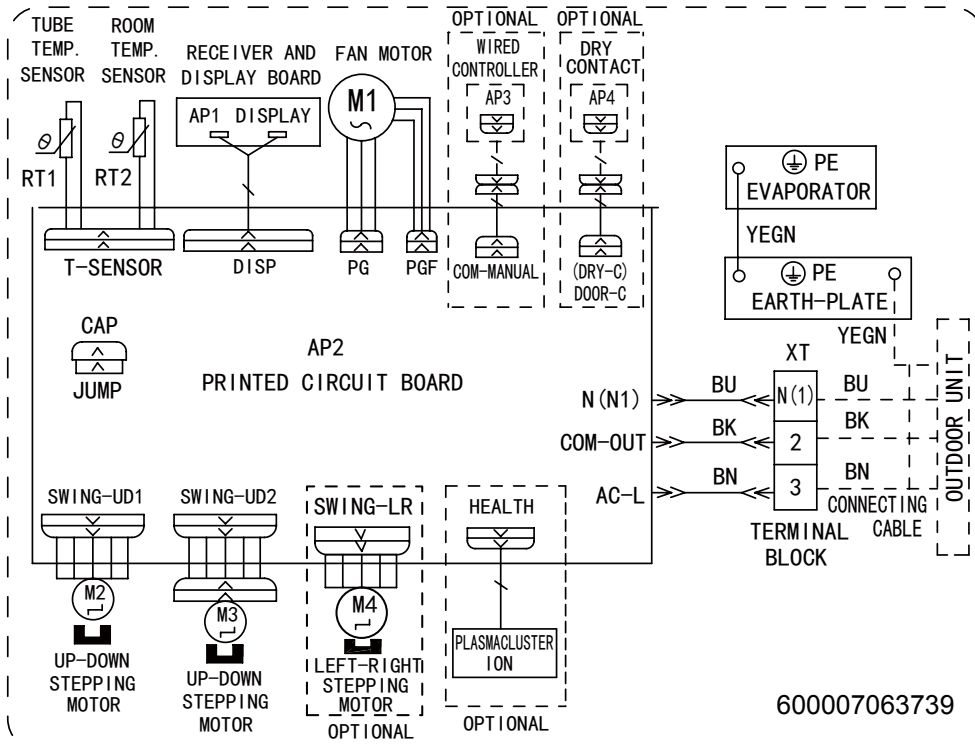 TUBE
TEMP.
SENSOR
ROOM
TEMP.
SENSOR
RECEIVER AND
DISPLAY BOARD
FAN MOTOR
OPTIONAL
WIRED
CONTROLLER
OPTIONAL
DRY
CONTACT
AP1 DISPLAY
M1
AP3
AP4
θ
RT1
θ
RT2
PE
EVAPORATOR
YEGN
PE
EARTH-PLATE
YEGN
T-SENSOR
DISP
PG
PGF
COM-MANUAL
(DRY-C)
DOOR-C
CAP
JUMP
AP2
PRINTED CIRCUIT BOARD
XT
N(N1)
BU
N(1)
BU
COM-OUT
BK
2
BK
AC-L
BN
3
BN
OUTDOOR UNIT
CONNECTING
CABLE
TERMINAL
BLOCK
SWING-UD1
SWING-UD2
SWING-LR
HEALTH
M2
M3
M4
UP-DOWN
STEPPING
MOTOR
UP-DOWN
STEPPING
MOTOR
LEFT-RIGHT
STEPPING
MOTOR
OPTIONAL
PLASMACLUSTER
ION
OPTIONAL
600007063739